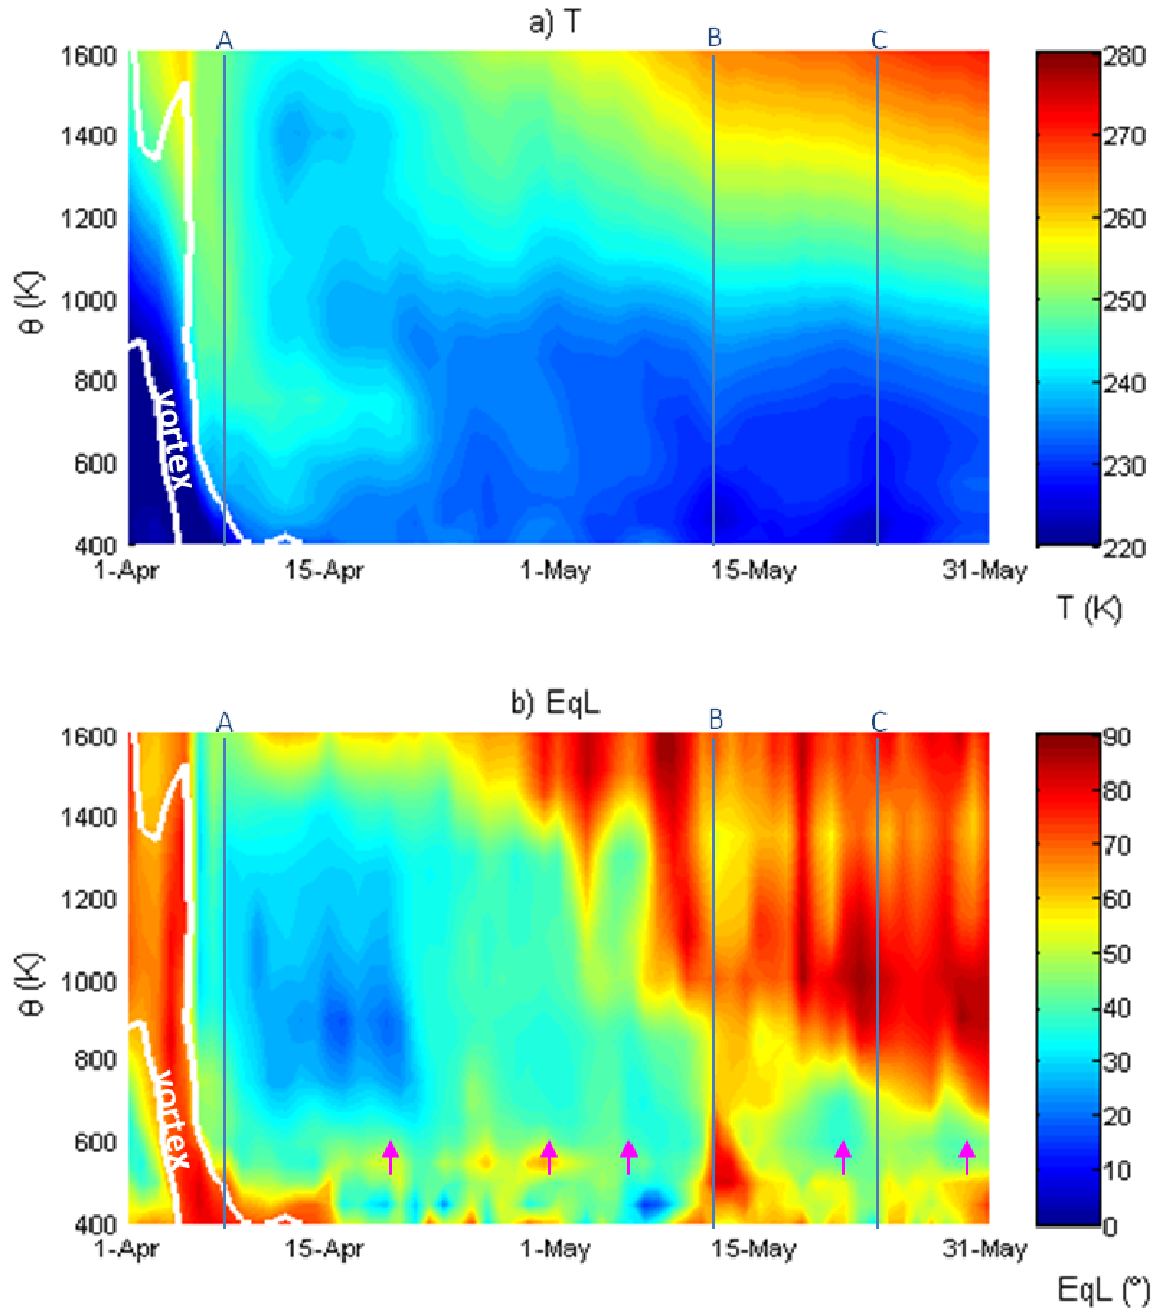 a) T
A B C
1600
1400
1200
1000
800
600
400
θ (K)
vortex
1-Apr 15-Apr 1-May 15-May 31-May
280
270
260
250
240
230
220
T (K)
b) EqL
A B C
1600
1400
1200
1000
800
600
400
θ (K)
vortex
1-Apr 15-Apr 1-May 15-May 31-May
90
80
70
60
50
40
30
20
10
0
EqL (°)